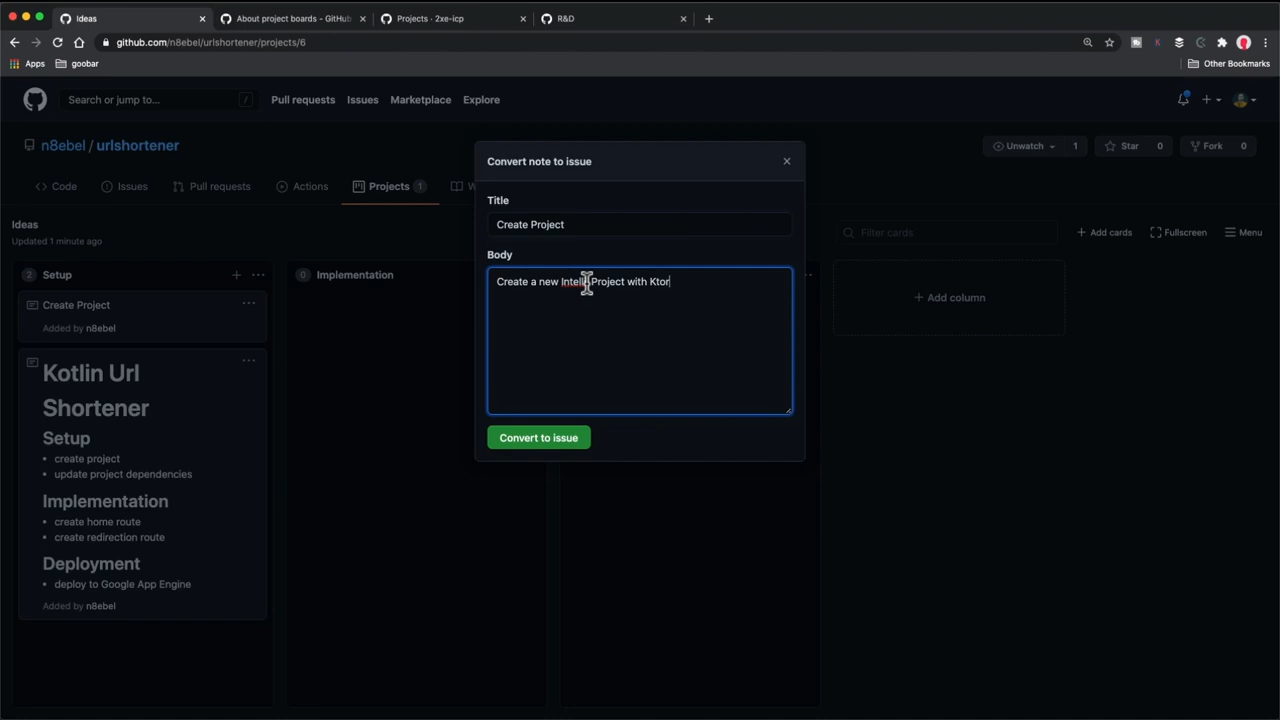 Ideas
About project boards - GitHub
Projects · 2xe-icp
R&D
github.com/n8ebel/urlshortener/projects/6
Apps
goobar
Other Bookmarks
Search or jump to...
/
Pull requests
Issues
Marketplace
Explore
n8ebel / urlshortener
Unwatch
1
Star
0
Fork
0
Code
Issues
Pull requests
Actions
Projects
1
Ideas
Updated 1 minute ago
Filter cards
Add cards
Fullscreen
Menu
2 Setup
0 Implementation
Add column
Create Project
Added by n8ebel
Kotlin Url
Shortener
Setup
• create project
• update project dependencies
Implementation
• create home route
• create redirection route
Deployment
• deploy to Google App Engine
Added by n8ebel
Convert note to issue
Title
Create Project
Body
Create a new Project with Ktor
Convert to issue